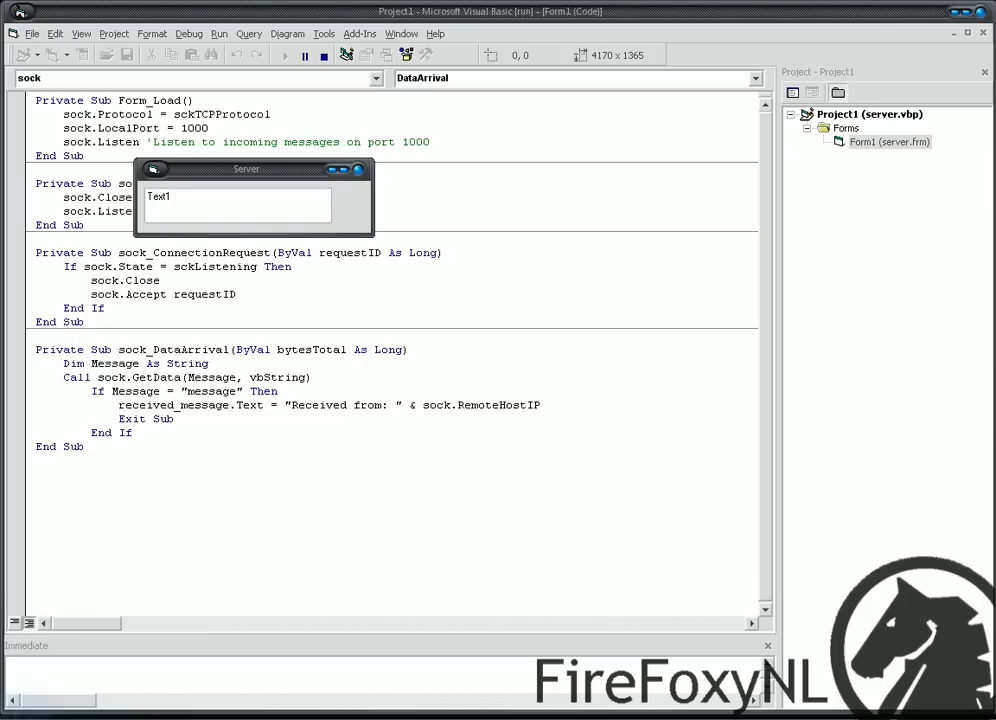 Project1 - Microsoft Visual Basic [run] - [Form1 (Code)]
File Edit View Project Format Debug Run Query Diagram Tools Add-Ins Window Help
0, 0 4170 x 1365
sock DataArrival
Project - Project1
Private Sub Form_Load()
sock.Protocol = sckTCPProtocol
sock.LocalPort = 1000
sock.Listen 'Listen to incoming messages on port 1000
End Sub
Server
Text1
Private Sub so
sock.Close
sock.Liste
End Sub
Private Sub sock_ConnectionRequest(ByVal requestID As Long)
If sock.State = sckListening Then
sock.Close
sock.Accept requestID
End If
End Sub
Private Sub sock_DataArrival(ByVal bytesTotal As Long)
Dim Message As String
Call sock.GetData(Message, vbString)
If Message = "message" Then
received_message.Text = "Received from: " & sock.RemoteHostIP
Exit Sub
End If
End Sub
Project1 (server.vbp)
Forms
Form1 (server.frm)
Immediate
FireFoxyNL